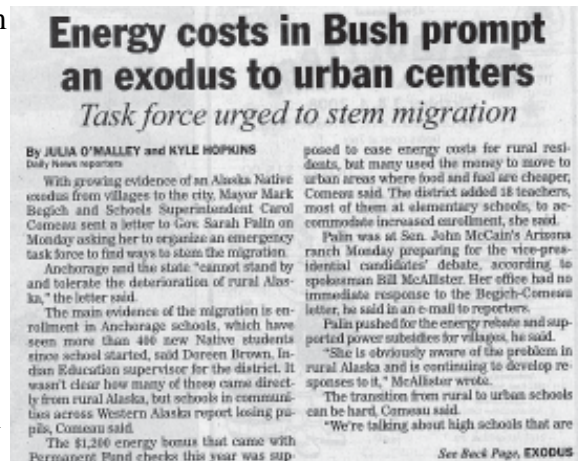 Energy costs in Bush prompt
an exodus to urban centers
Task force urged to stem migration
By JULIA O'MALLEY and KYLE HOPKINS
Daily News reporters
With growing evidence of an Alaska Native
exodus from villages to the city, Mayor Mark
Begich and Schools Superintendent Carol
Comeau sent a letter to Gov. Sarah Palin on
Monday asking her to organize an emergency
task force to find ways to stem the migration.
Anchorage and the state "cannot stand by
and tolerate the deterioration of rural Alas-
ka," the letter said.
The main evidence of the migration is en-
rollment in Anchorage schools, which have
seen more than 400 new Native students
since school started, said Doreen Brown, In-
dian Education supervisor for the district. It
wasn't clear how many of those came direct-
ly from rural Alaska, but schools in communi-
ties across Western Alaska report losing pu-
pils, Comeau said.
The $1,200 energy bonus that came with
Permanent Fund checks this year was sup-
posed to ease energy costs for rural resi-
dents, but many used the money to move to
urban areas where food and fuel are cheaper,
Comeau said. The district added 18 teachers,
most of them at elementary schools, to ac-
commodate increased enrollment, she said.
Palin was at Sen. John McCain's Arizona
ranch Monday preparing for the vice-pres-
idential candidates' debate, according to
spokesman Bill McAllister. Her office had no
immediate response to the Begich-Comeau
letter, he said in an e-mail to reporters.
Palin pushed for the energy rebate and sup-
ported power subsidies for villages, he said.
"She is obviously aware of the problem in
rural Alaska and is continuing to develop re-
sponses to it," McAllister wrote.
The transition from rural to urban schools
can be hard, Comeau said.
"We're talking about high schools that are
See Back Page, EXODUS